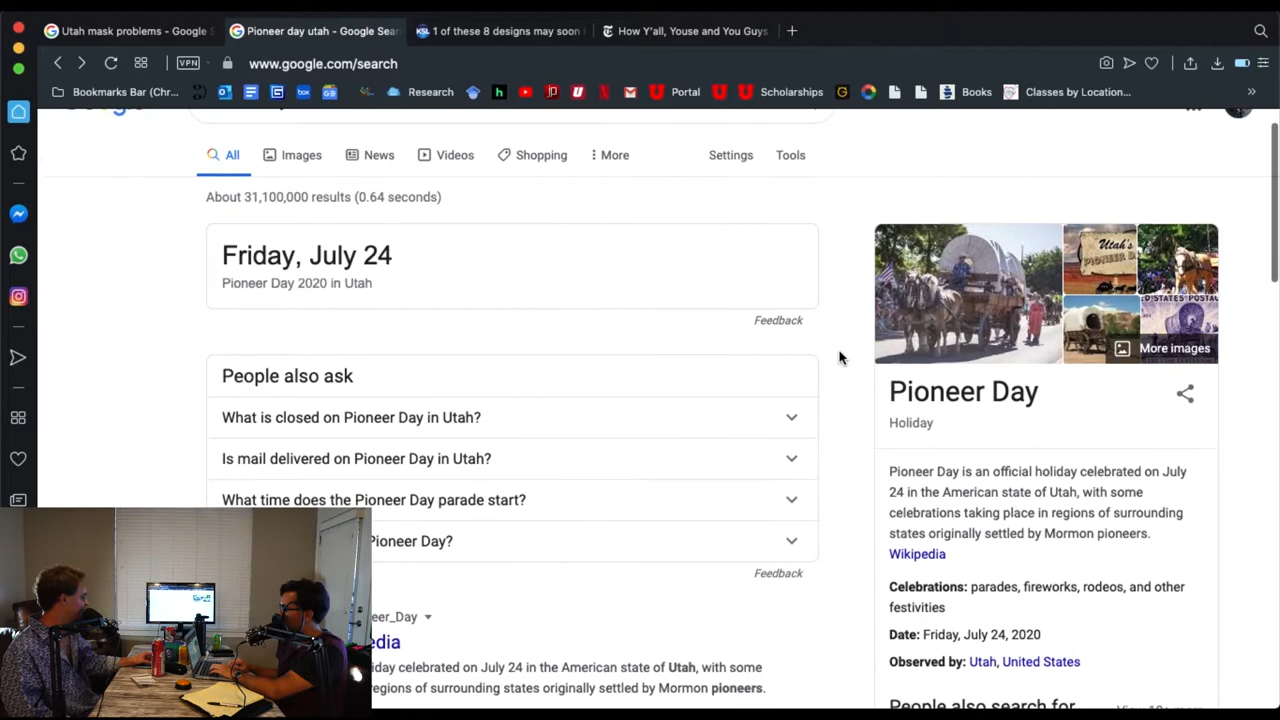 Utah mask problems - Google S
Pioneer day utah - Google Sear
KSL 1 of these 8 designs may soon
How Y'all, Youse and You Guys
VPN
www.google.com/search
Bookmarks Bar (Chr...
box
h
Research
Portal
Scholarships
Books
Classes by Location...
All
Images
News
Videos
Shopping
More
Settings
Tools
About 31,100,000 results (0.64 seconds)
Friday, July 24
Pioneer Day 2020 in Utah
Feedback
People also ask
What is closed on Pioneer Day in Utah?
Is mail delivered on Pioneer Day in Utah?
What time does the Pioneer Day parade start?
Pioneer Day?
Feedback
eer_Day
edia
iday celebrated on July 24 in the American state of Utah, with some
regions of surrounding states originally settled by Mormon pioneers.
Utah's
More images
Pioneer Day
Holiday
Pioneer Day is an official holiday celebrated on July
24 in the American state of Utah, with some
celebrations taking place in regions of surrounding
states originally settled by Mormon pioneers.
Wikipedia
Celebrations: parades, fireworks, rodeos, and other
festivities
Date: Friday, July 24, 2020
Observed by: Utah, United States
People also search for